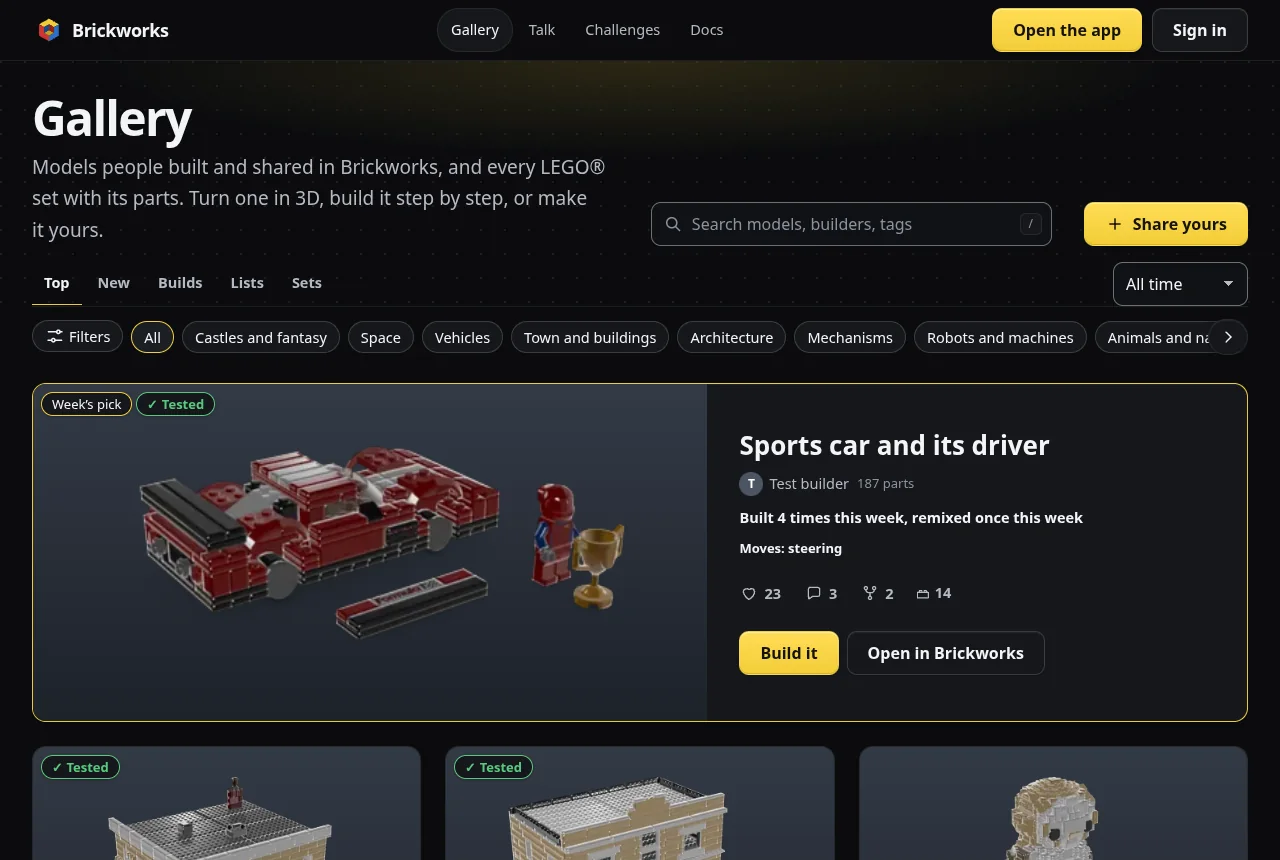 Brickworks
Gallery
Talk
Challenges
Docs
Open the app
Sign in
Gallery
Models people built and shared in Brickworks, and every LEGO®
set with its parts. Turn one in 3D, build it step by step, or make
it yours.
Search models, builders, tags
/
+ Share yours
Top
New
Builds
Lists
Sets
All time
Filters
All
Castles and fantasy
Space
Vehicles
Town and buildings
Architecture
Mechanisms
Robots and machines
Animals and na
Week's pick
✓ Tested
Formula
Sports car and its driver
T
Test builder 187 parts
Built 4 times this week, remixed once this week
Moves: steering
23
3
2
14
Build it
Open in Brickworks
✓ Tested
✓ Tested